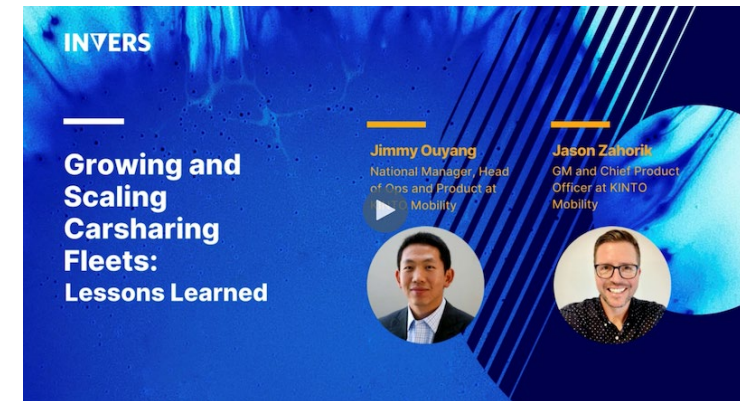 INVERS
Growing and
Scaling
Carsharing
Fleets:
Lessons Learned
Jimmy Ouyang
National Manager, Head
of Ops and Product at
KINTO Mobility
Jason Zahorik
GM and Chief Product
Officer at KINTO
Mobility